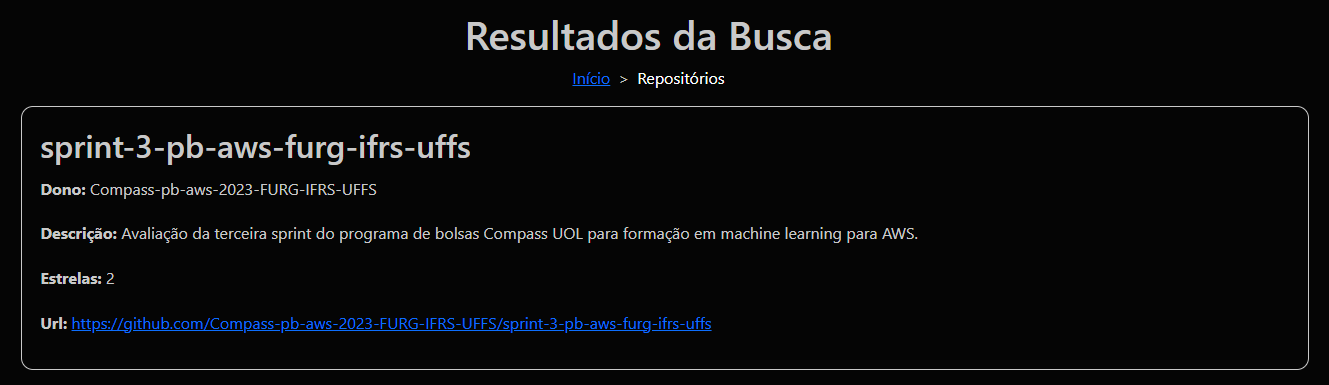 Resultados da Busca
Início > Repositórios
sprint-3-pb-aws-furg-ifrs-uffs
Dono: Compass-pb-aws-2023-FURG-IFRS-UFFS
Descrição: Avaliação da terceira sprint do programa de bolsas Compass UOL para formação em machine learning para AWS.
Estrelas: 2
Url: https://github.com/Compass-pb-aws-2023-FURG-IFRS-UFFS/sprint-3-pb-aws-furg-ifrs-uffs